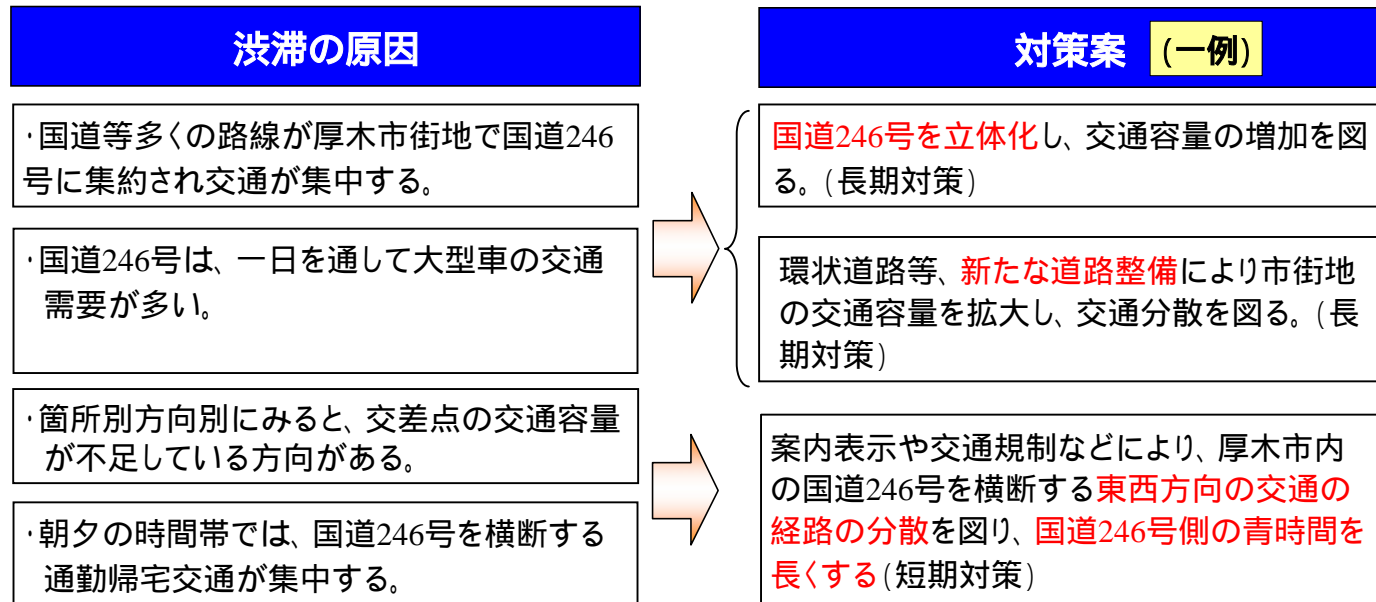 渋滞の原因
・国道等多くの路線が厚木市街地で国道246
号に集約され交通が集中する。
・国道246号は、一日を通して大型車の交通
需要が多い。
・箇所別方向別にみると、交差点の交通容量
が不足している方向がある。
・朝夕の時間帯では、国道246号を横断する
通勤帰宅交通が集中する。
対策案 (一例)
国道246号を立体化し、交通容量の増加を図
る。(長期対策)
環状道路等、新たな道路整備により市街地
の交通容量を拡大し、交通分散を図る。(長
期対策)
案内表示や交通規制などにより、厚木市内
の国道246号を横断する東西方向の交通の
経路の分散を図り、国道246号側の青時間を
長くする(短期対策)